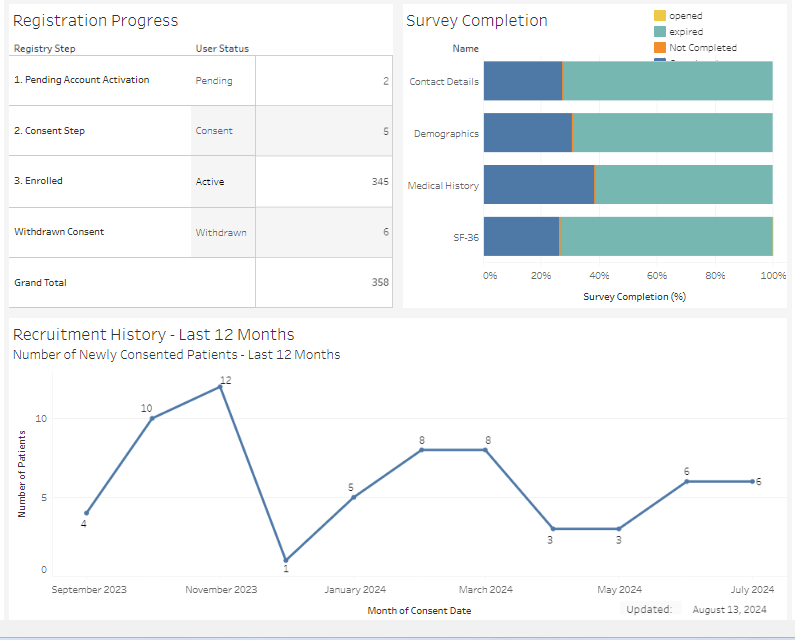 Registration Progress
Registry Step User Status
1. Pending Account Activation Pending 2
2. Consent Step Consent 5
3. Enrolled Active 345
Withdrawn Consent Withdrawn 6
Grand Total 358
Survey Completion
opened
expired
Not Completed
Name
Contact Details
Demographics
Medical History
SF-36
0% 20% 40% 60% 80% 100%
Survey Completion (%)
Recruitment History - Last 12 Months
Number of Newly Consented Patients - Last 12 Months
Number of Patients
10
5
0
4 10 12 1 5 8 8 3 3 6 6
September 2023 November 2023 January 2024 March 2024 May 2024 July 2024
Month of Consent Date
Updated: August 13, 2024